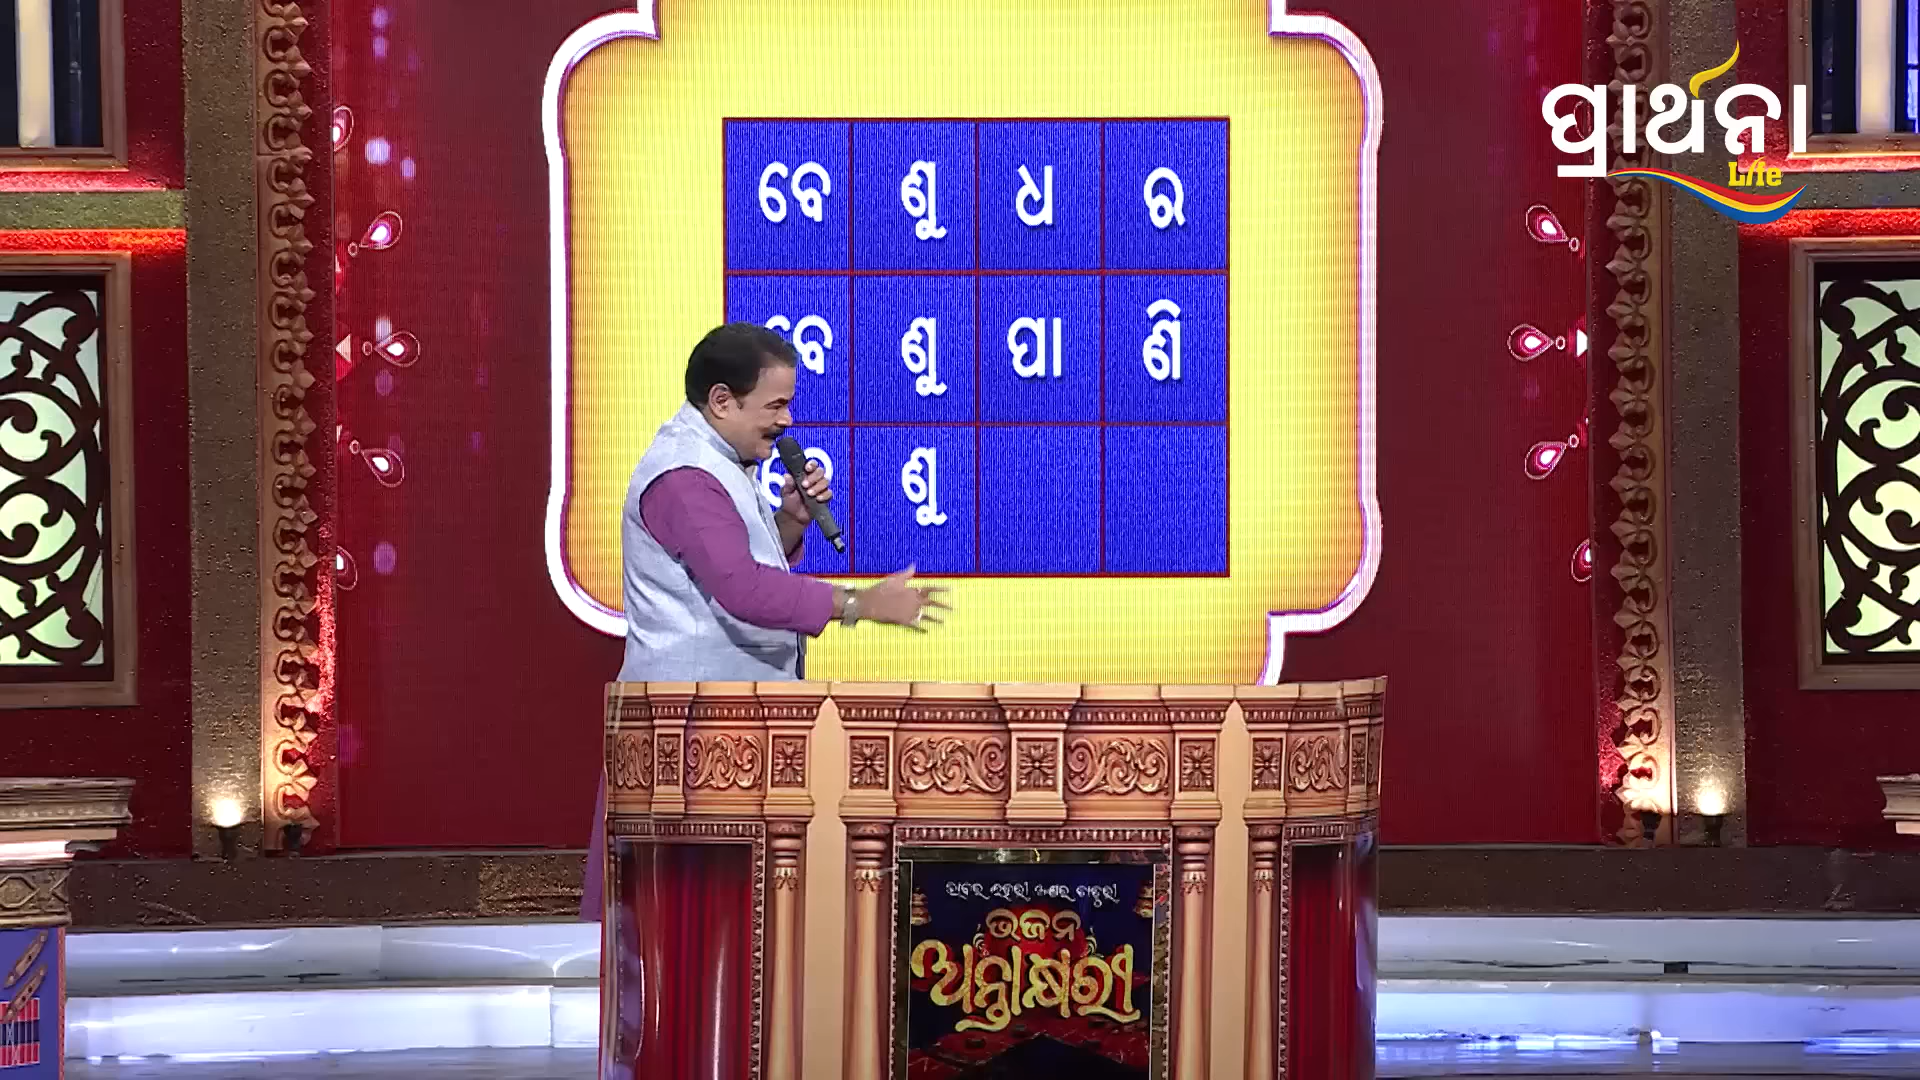 ପ୍ରାର୍ଥନା
Life
ବେ ଣୁ ଧ ର
ବେ ଣୁ ପା ଣି
ବେ ଣୁ
ଭଜନ
ଅନ୍ତାକ୍ଷରୀ